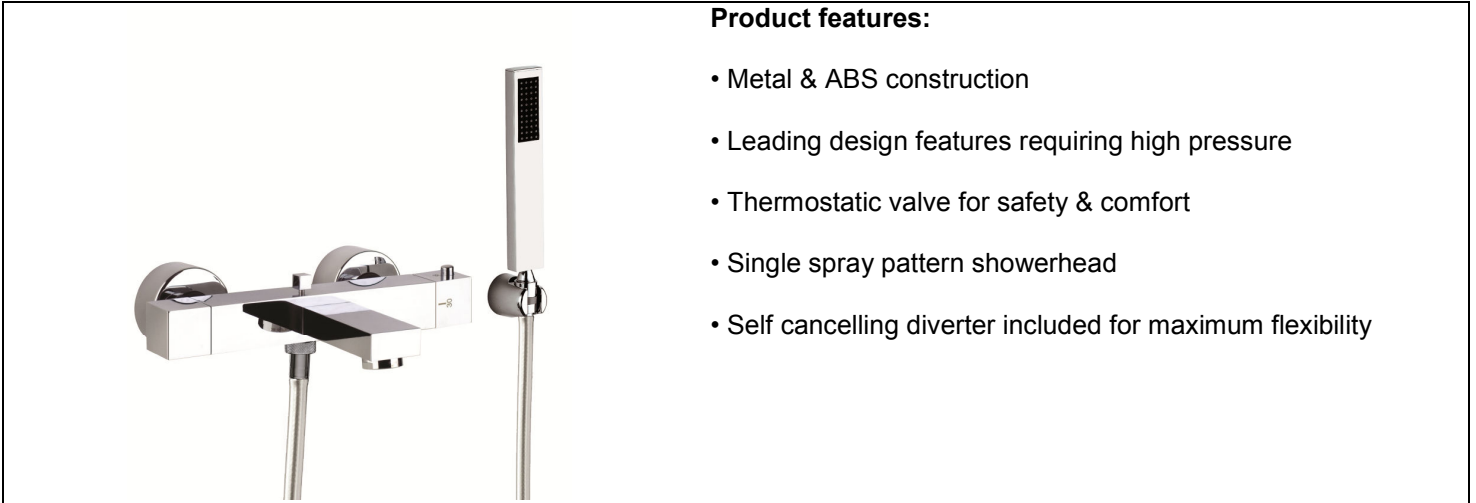 Product features:
• Metal & ABS construction
• Leading design features requiring high pressure
• Thermostatic valve for safety & comfort
• Single spray pattern showerhead
• Self cancelling diverter included for maximum flexibility